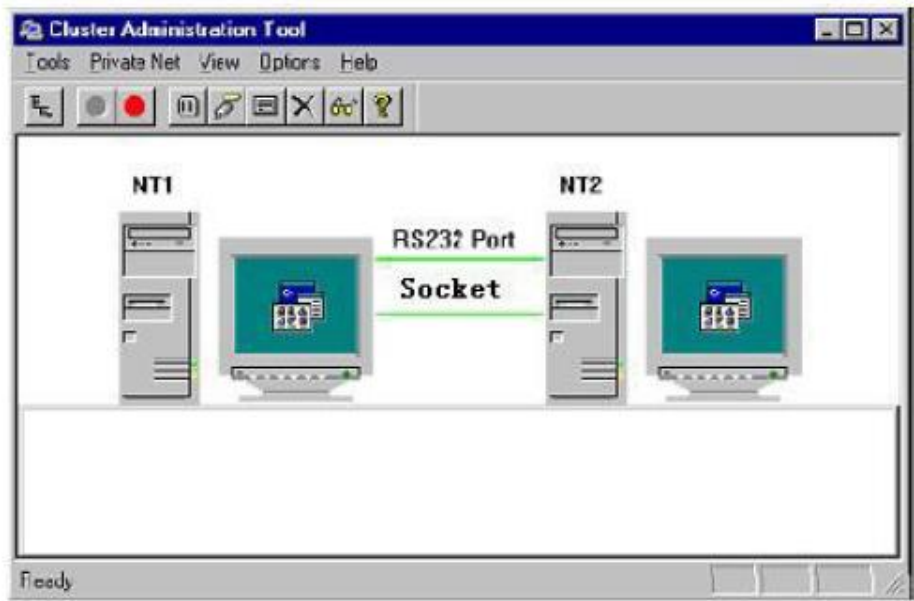 Cluster Administration Tool
Tools Private Net View Options Help
NT1
NT2
RS232 Port
Socket
Ready